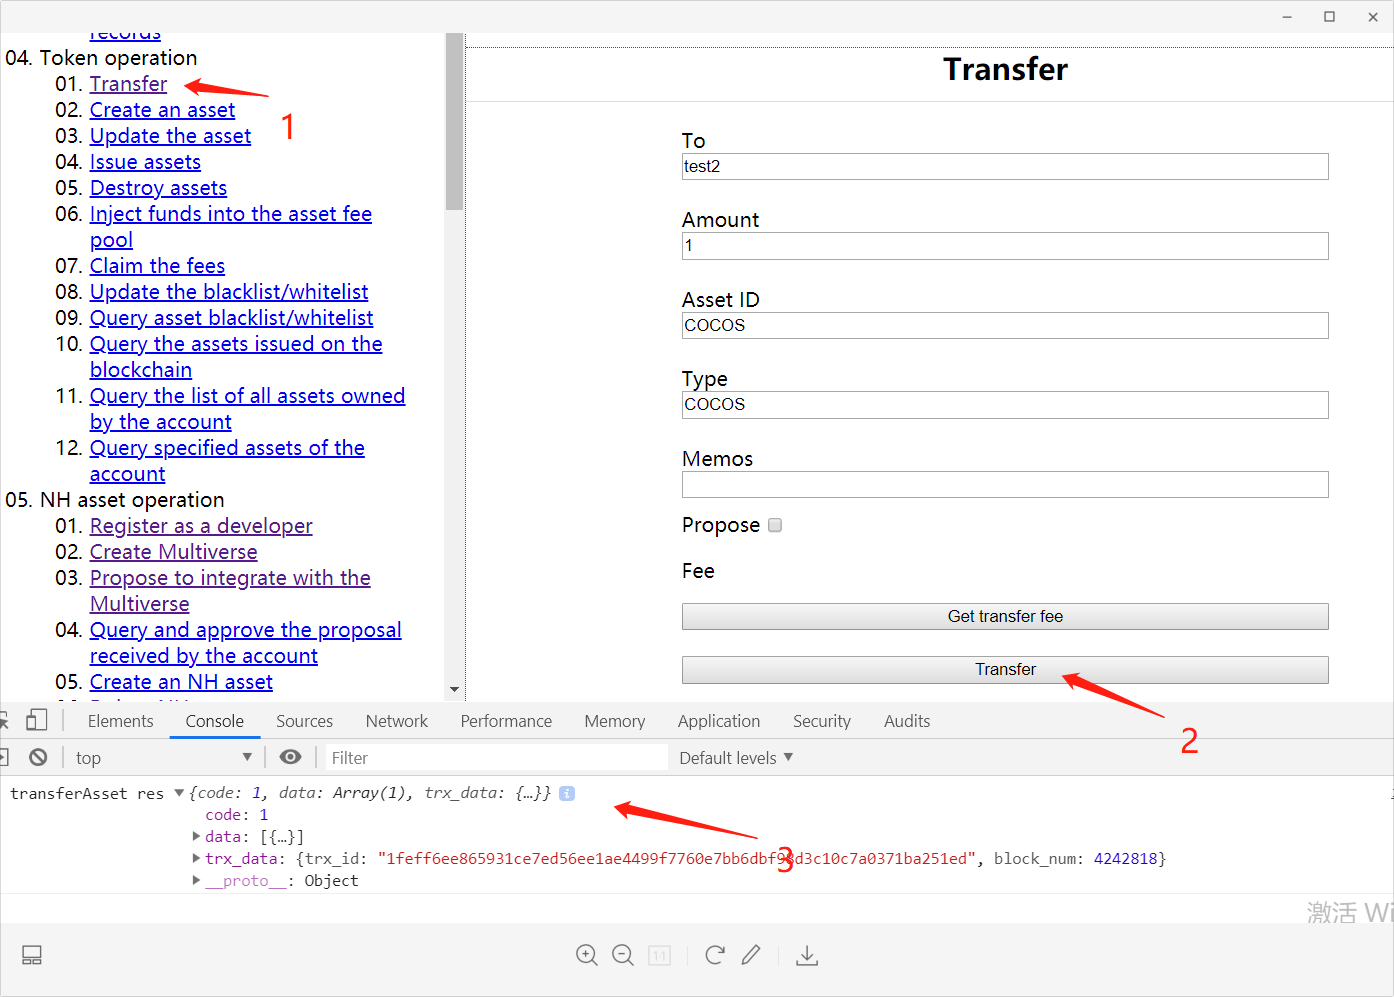 records
04. Token operation
01. Transfer
1
02. Create an asset
03. Update the asset
04. Issue assets
05. Destroy assets
06. Inject funds into the asset fee
pool
07. Claim the fees
08. Update the blacklist/whitelist
09. Query asset blacklist/whitelist
10. Query the assets issued on the
blockchain
11. Query the list of all assets owned
by the account
12. Query specified assets of the
account
05. NH asset operation
01. Register as a developer
02. Create Multiverse
03. Propose to integrate with the
Multiverse
04. Query and approve the proposal
received by the account
05. Create an NH asset
Transfer
To
test2
Amount
1
Asset ID
COCOS
Type
COCOS
Memos
Propose
Fee
Get transfer fee
Transfer
2
Elements Console Sources Network Performance Memory Application Security Audits
top Filter Default levels
transferAsset res {code: 1, data: Array(1), trx_data: {…}} i
code: 1
data: [{…}]
trx_data: {trx_id: "1feff6ee865931ce7ed56ee1ae4499f7760e7bb6dbf98d3c10c7a0371ba251ed", block_num: 4242818}
3
__proto__: Object
激活 Wi
1:1